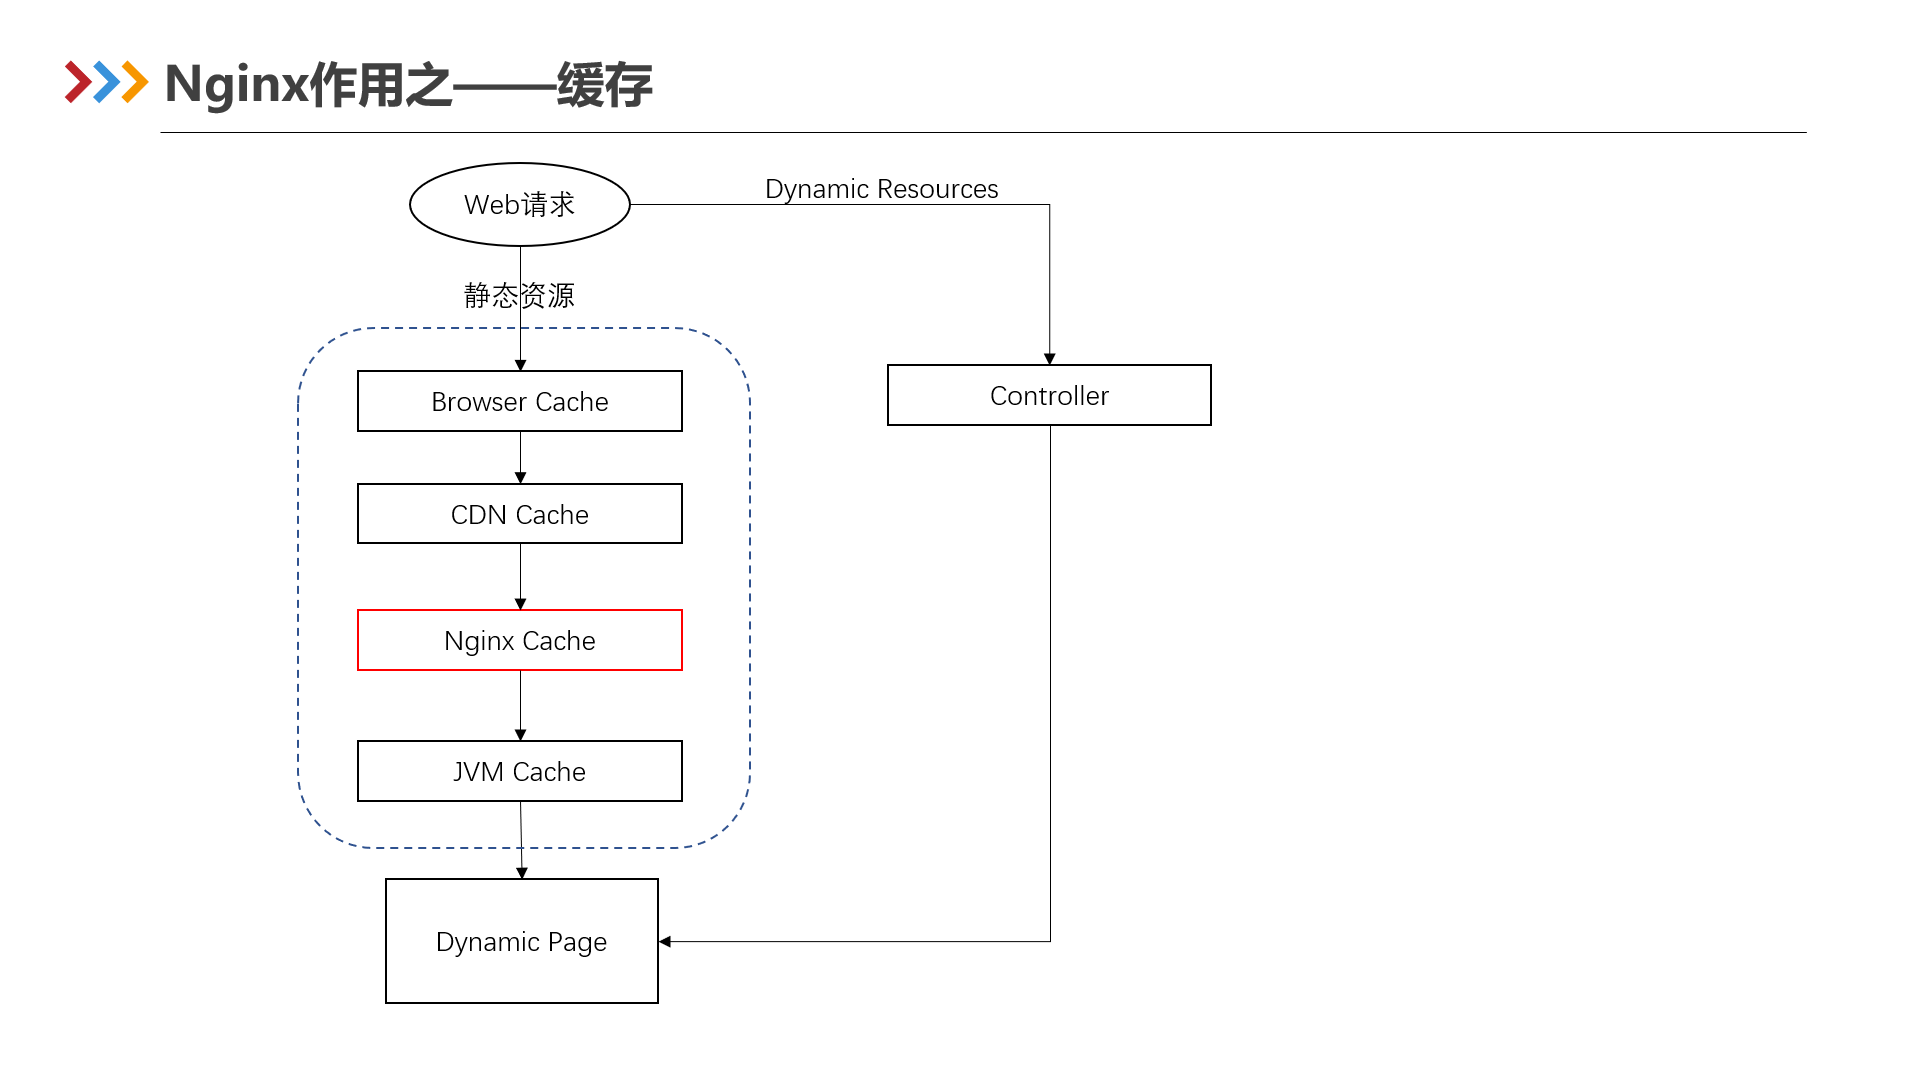 Nginx作用之——缓存
Web请求
Dynamic Resources
静态资源
Browser Cache
Controller
CDN Cache
Nginx Cache
JVM Cache
Dynamic Page